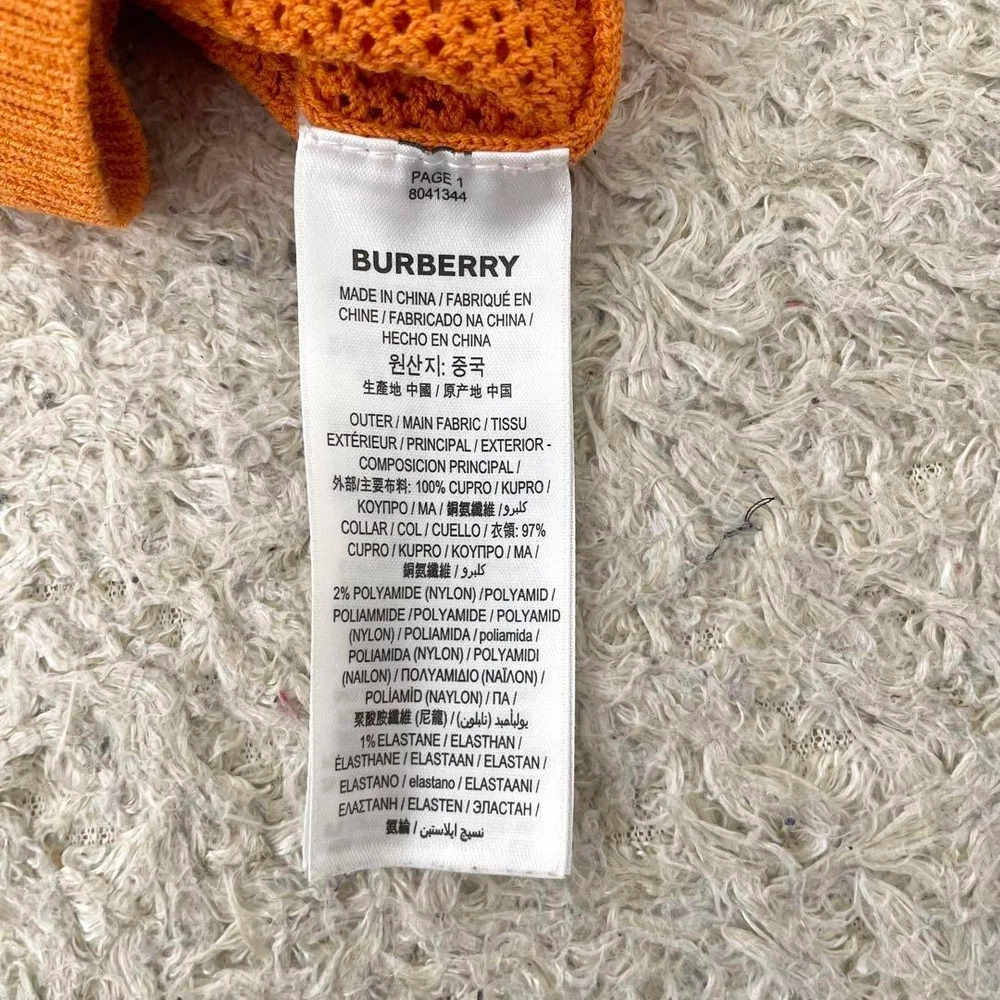 PAGE 1
8041344
BURBERRY
MADE IN CHINA / FABRIQUÉ EN
CHINE / FABRICADO NA CHINA /
HECHO EN CHINA
원산지: 중국
生產地 中國 / 原产地 中国
OUTER / MAIN FABRIC / TISSU
EXTÉRIEUR / PRINCIPAL / EXTERIOR -
COMPOSICION PRINCIPAL /
外部/主要布料: 100% CUPRO / KUPRO /
ΚΟΥΠΡΟ / МА / 銅氨纖維 / كلبرو
COLLAR / COL / CUELLO / 衣領: 97%
CUPRO / KUPRO / ΚΟΥΠΡΟ / МА /
銅氨纖維 / كلبرو
2% POLYAMIDE (NYLON) / POLYAMID /
POLIAMMIDE / POLYAMIDE / POLYAMID
(NYLON) / POLIAMIDA / poliamida /
POLIAMIDA (NYLON) / POLYAMIDI
(NAILON) / ΠΟΛΥΑΜΙΔΙΟ (ΝΑΪΛΟΝ) /
POLİAMİD (NAYLON) / ПА /
聚酸胺纖維 (尼龍) / يوليأميد (نايلون)
1% ELASTANE / ELASTHAN /
ÉLASTHANE / ELASTAAN / ELASTAN /
ELASTANO / elastano / ELASTAANI /
ΕΛΑΣΤΑΝΗ / ELASTEN / ЭЛАСТАН /
氨綸 / نسيج ايلاستين